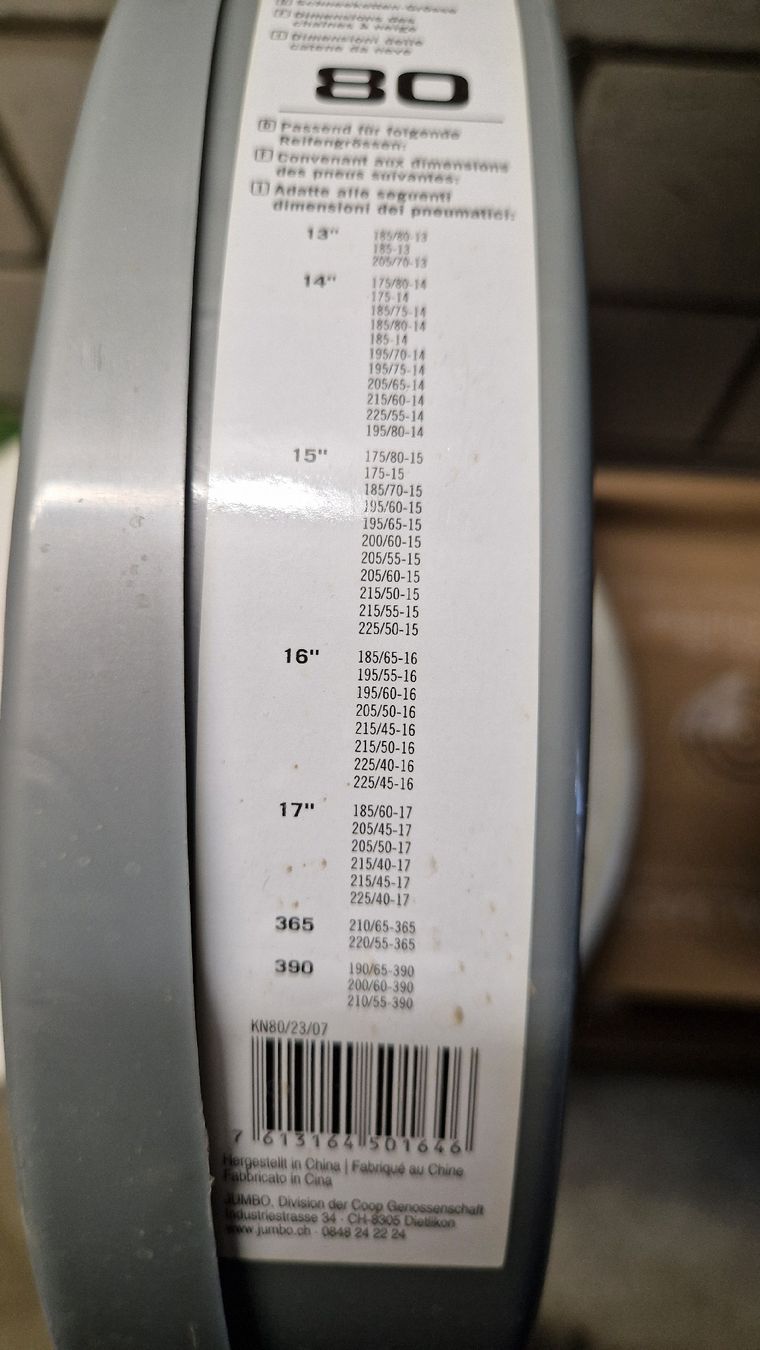 D Schneeketten-Grösse
F Dimensions des
chaînes à neige
I Dimensioni delle
catene da neve
80
D Passend für folgende
Reifengrössen:
F Convenant aux dimensions
des pneus suivantes:
I Adatte alle seguenti
dimensioni dei pneumatici:
13" 185/80-13
185-13
205/70-13
14" 175/80-14
175-14
185/75-14
185/80-14
185-14
195/70-14
195/75-14
205/65-14
215/60-14
225/55-14
195/80-14
15" 175/80-15
175-15
185/70-15
195/60-15
195/65-15
200/60-15
205/55-15
205/60-15
215/50-15
215/55-15
225/50-15
16" 185/65-16
195/55-16
195/60-16
205/50-16
215/45-16
215/50-16
225/40-16
225/45-16
17" 185/60-17
205/45-17
205/50-17
215/40-17
215/45-17
225/40-17
365 210/65-365
220/55-365
390 190/65-390
200/60-390
210/55-390
KN80/23/07
7 613164 501646
Hergestellt in China | Fabriqué au Chine
Fabbricato in Cina
JUMBO, Division der Coop Genossenschaft
Industriestrasse 34 · CH-8305 Dietlikon
www.jumbo.ch · 0848 24 22 24